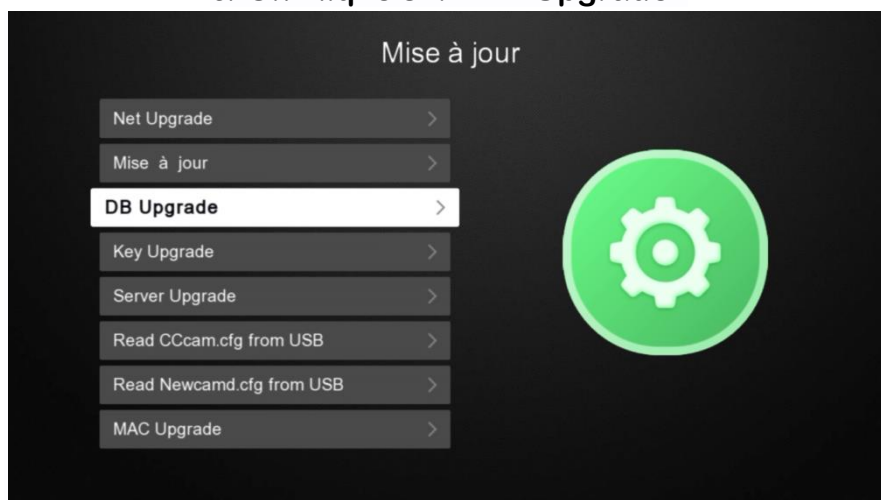 Upgrade
Mise à jour
Net Upgrade
Mise à jour
DB Upgrade
Key Upgrade
Server Upgrade
Read CCcam.cfg from USB
Read Newcamd.cfg from USB
MAC Upgrade